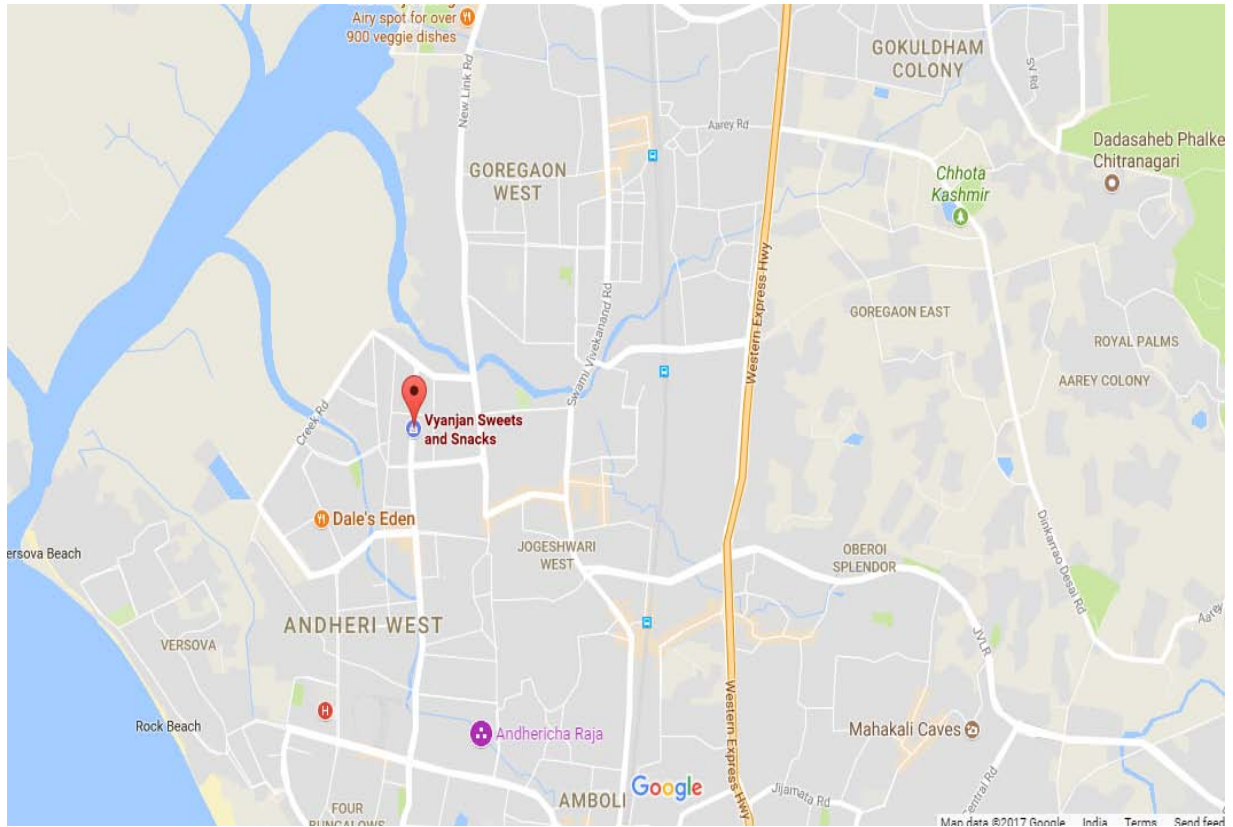 Airy spot for over
900 veggie dishes
New Link Rd
GOKULDHAM
COLONY
SV Rd
Aarey Rd
Dadasaheb Phalke
Chitranagari
GOREGAON
WEST
Chhota
Kashmir
Swami Vivekanand Rd
Western Express Hwy
GOREGAON EAST
ROYAL PALMS
AAREY COLONY
Creek Rd
Vyanjan Sweets
and Snacks
Dale's Eden
ersova Beach
JOGESHWARI
WEST
OBEROI
SPLENDOR
Dinkarrao Desai Rd
Aarey
ANDHERI WEST
VERSOVA
JVLR
Rock Beach
H
Andhericha Raja
Western Express Hwy
Mahakali Caves
Google
AMBOLI
Jijamata Rd
entral Rd
FOUR
BUNGALOWS
Map data ©2017 Google India Terms Send feed